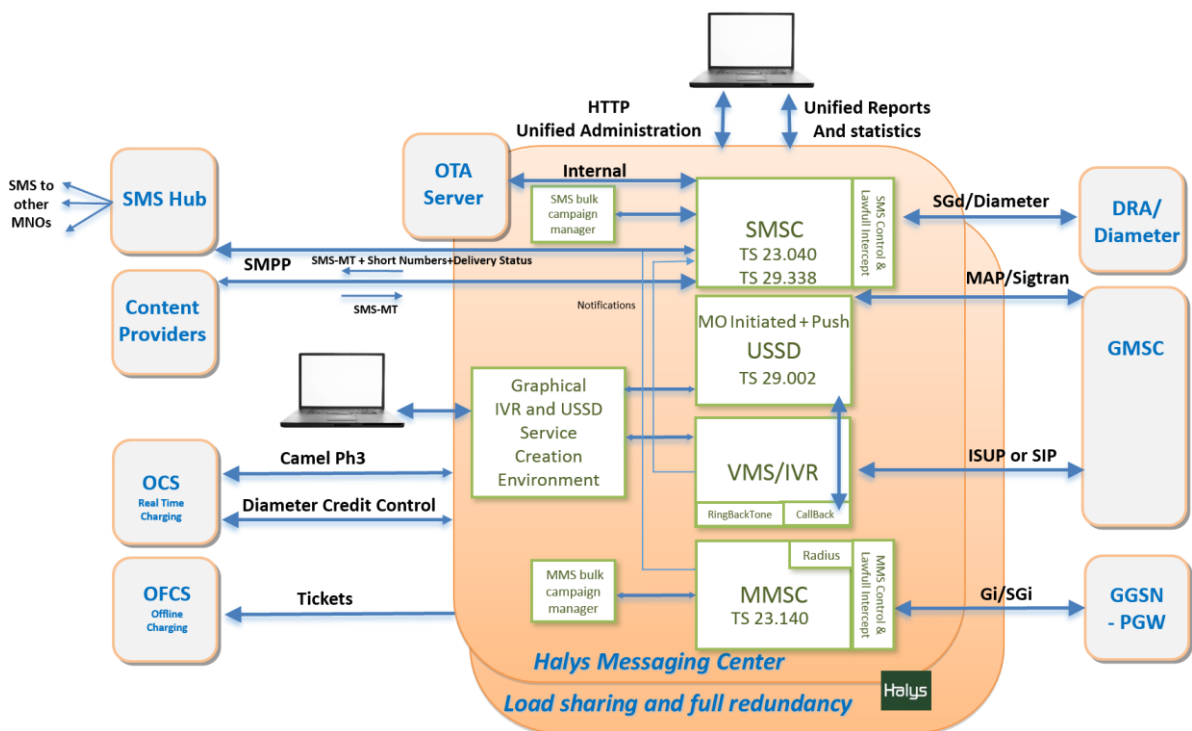 HTTP
Unified Administration
Unified Reports
And statistics
OTA
Server
Internal
SMS Hub
SMS to
other
MNOs
SMS bulk
campaign
manager
SMSC
TS 23.040
TS 29.338
SMS Control &
Lawfull Intercept
SGd/Diameter
DRA/
Diameter
SMPP
SMS-MT + Short Numbers+Delivery Status
SMS-MT
Content
Providers
Notifications
MAP/Sigtran
GMSC
MO Initiated + Push
USSD
TS 29.002
Graphical
IVR and USSD
Service
Creation
Environment
VMS/IVR
RingBackTone
CallBack
ISUP or SIP
OCS
Real Time
Charging
Camel Ph3
Diameter Credit Control
OFCS
Offline
Charging
Tickets
MMS bulk
campaign
manager
Radius
MMSC
TS 23.140
MMS Control &
Lawfull Intercept
Gi/SGi
GGSN
- PGW
Halys Messaging Center
Load sharing and full redundancy
Halys